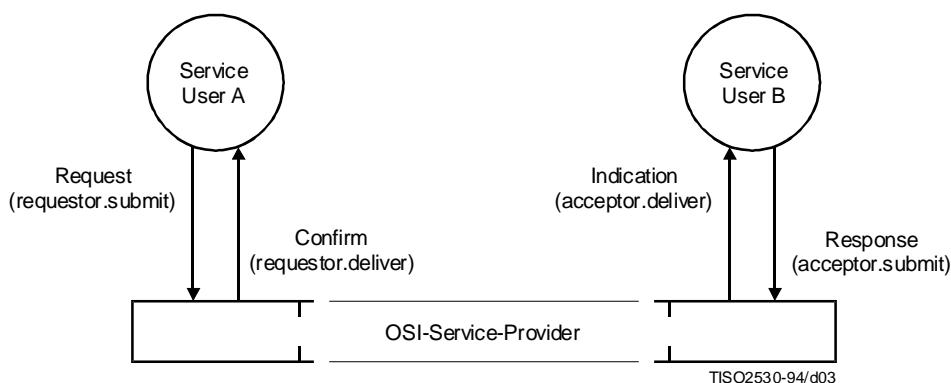 Service
User A
Service
User B
Request
(requestor.submit)
Confirm
(requestor.deliver)
Indication
(acceptor.deliver)
Response
(acceptor.submit)
OSI-Service-Provider
TISO2530-94/d03